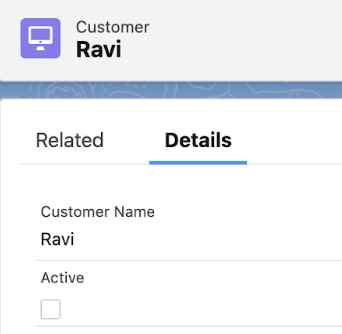 Customer
Ravi
Related Details
Customer Name
Ravi
Active